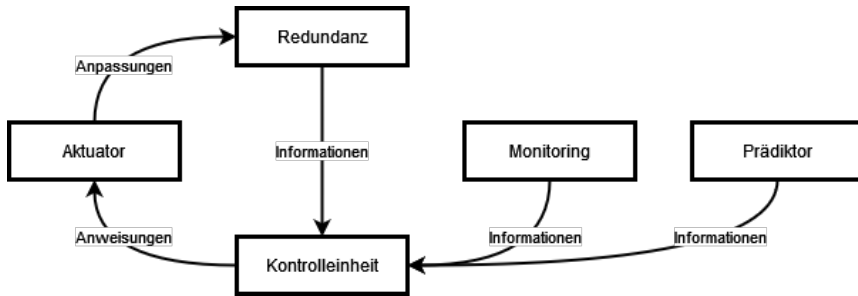 Redundanz
Anpassungen
Aktuator
Informationen
Monitoring
Prädiktor
Anweisungen
Informationen
Informationen
Kontrolleinheit